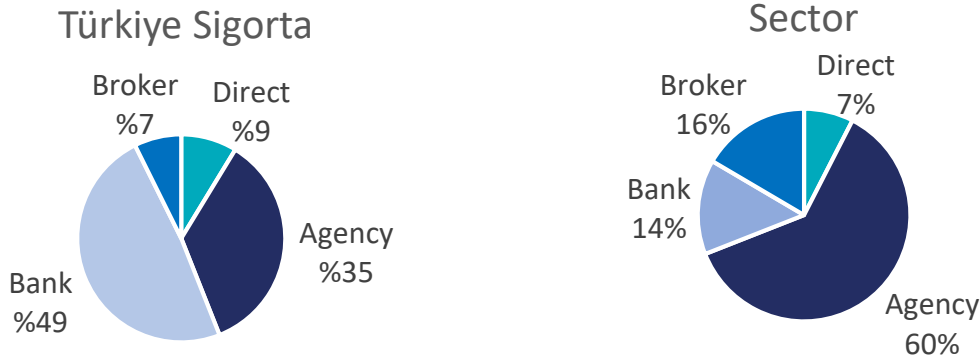 Türkiye Sigorta
Broker
%7
Direct
%9
Agency
%35
Bank
%49
Sector
Broker
16%
Direct
7%
Bank
14%
Agency
60%